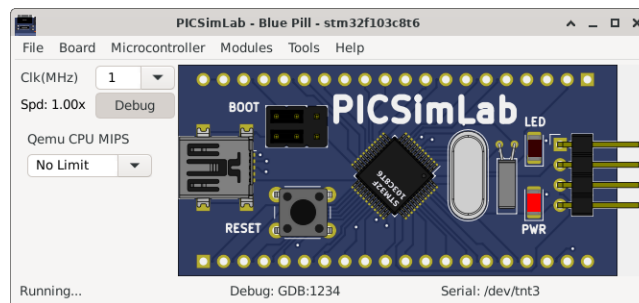 PICSimLab - Blue Pill - stm32f103c8t6
File Board Microcontroller Modules Tools Help
Clk(MHz) 1
Spd: 1.00x Debug
Qemu CPU MIPS
No Limit
BOOT
PICSimLab
LED
STM32F
103C8T6
RESET
PWR
Running...
Debug: GDB:1234
Serial: /dev/tnt3